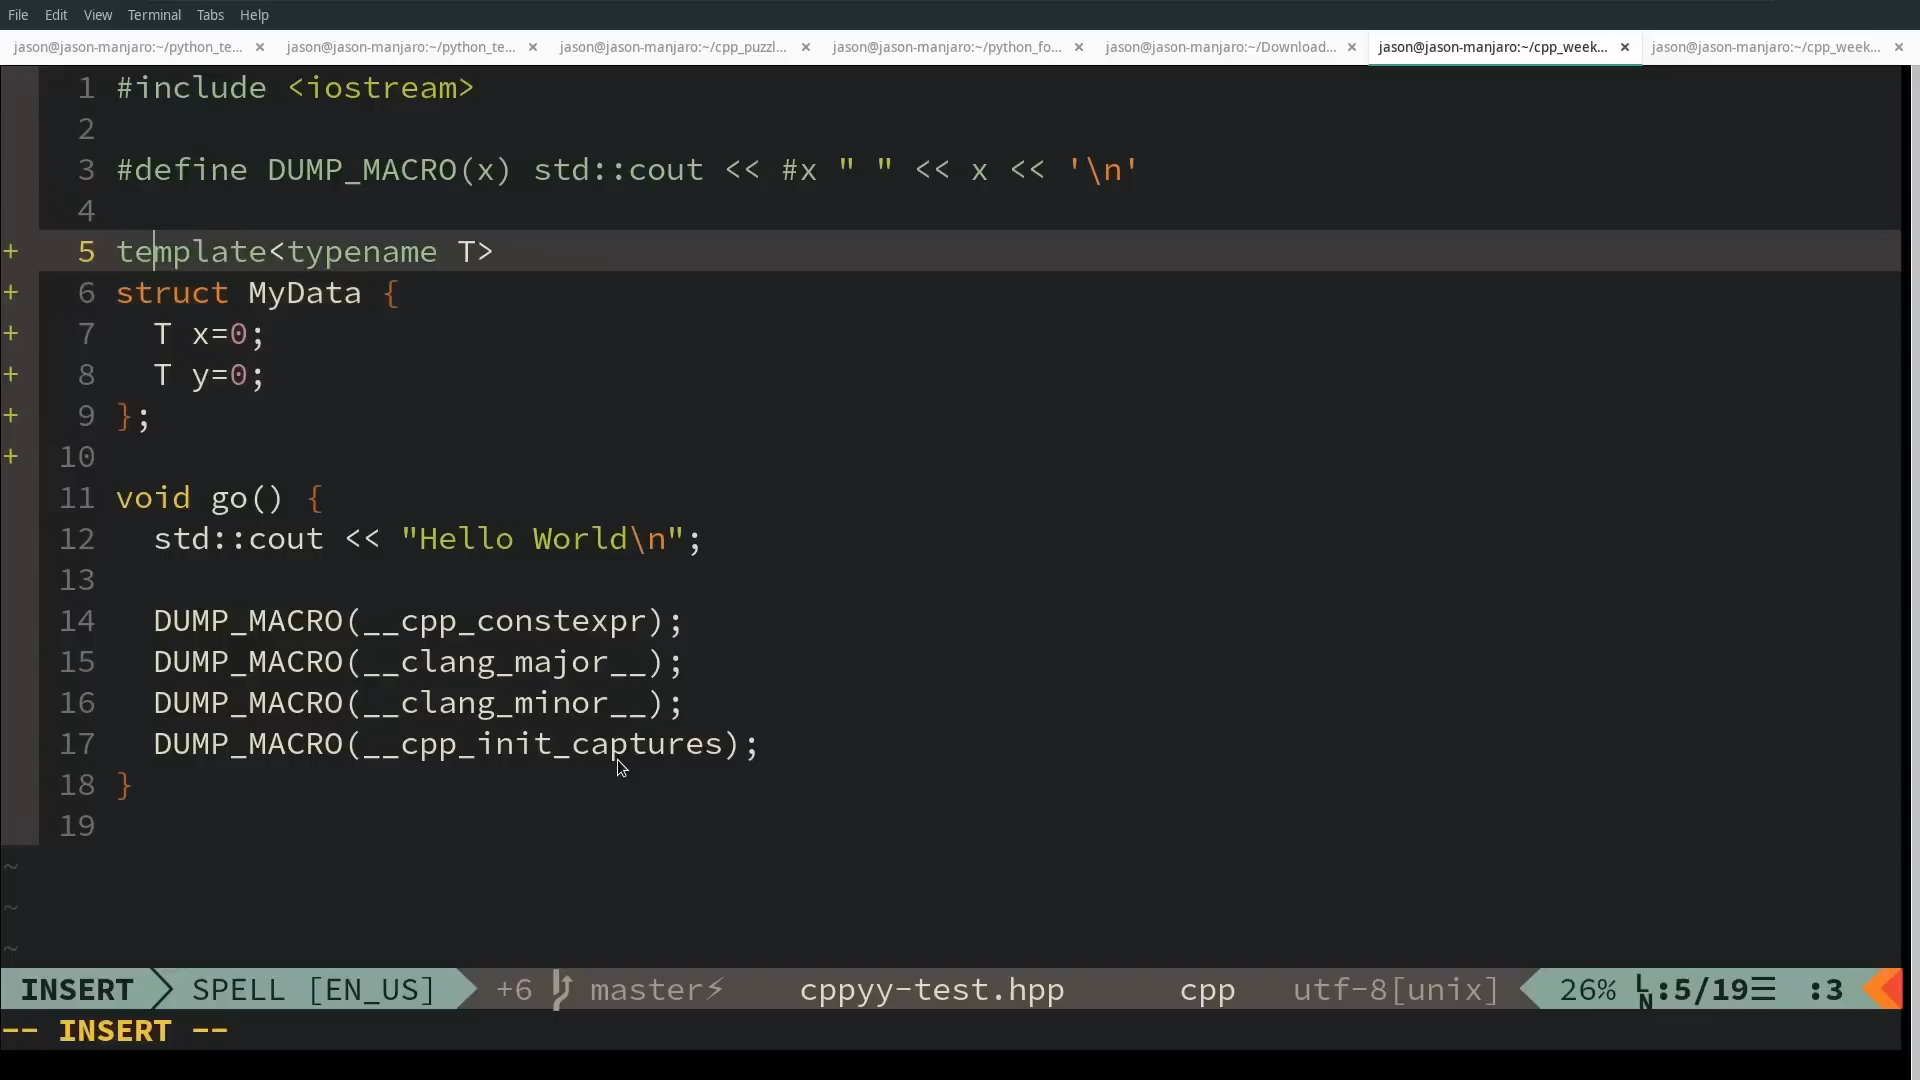 File Edit View Terminal Tabs Help
jason@jason-manjaro:~/python_te... × jason@jason-manjaro:~/python_te... × jason@jason-manjaro:~/cpp_puzzl... × jason@jason-manjaro:~/python_fo... × jason@jason-manjaro:~/Download... × jason@jason-manjaro:~/cpp_week... × jason@jason-manjaro:~/cpp_week... ×
1 #include <iostream>
2
3 #define DUMP_MACRO(x) std::cout << #x " " << x << '\n'
4
+ 5 template<typename T>
+ 6 struct MyData {
+ 7   T x=0;
+ 8   T y=0;
+ 9 };
+ 10
11 void go() {
12   std::cout << "Hello World\n";
13
14   DUMP_MACRO(__cpp_constexpr);
15   DUMP_MACRO(__clang_major__);
16   DUMP_MACRO(__clang_minor__);
17   DUMP_MACRO(__cpp_init_captures);
18 }
19
~
~
~
INSERT SPELL [EN_US] +6 master⚡ cppyy-test.hpp cpp utf-8[unix] 26% LN:5/19☰ :3
-- INSERT --